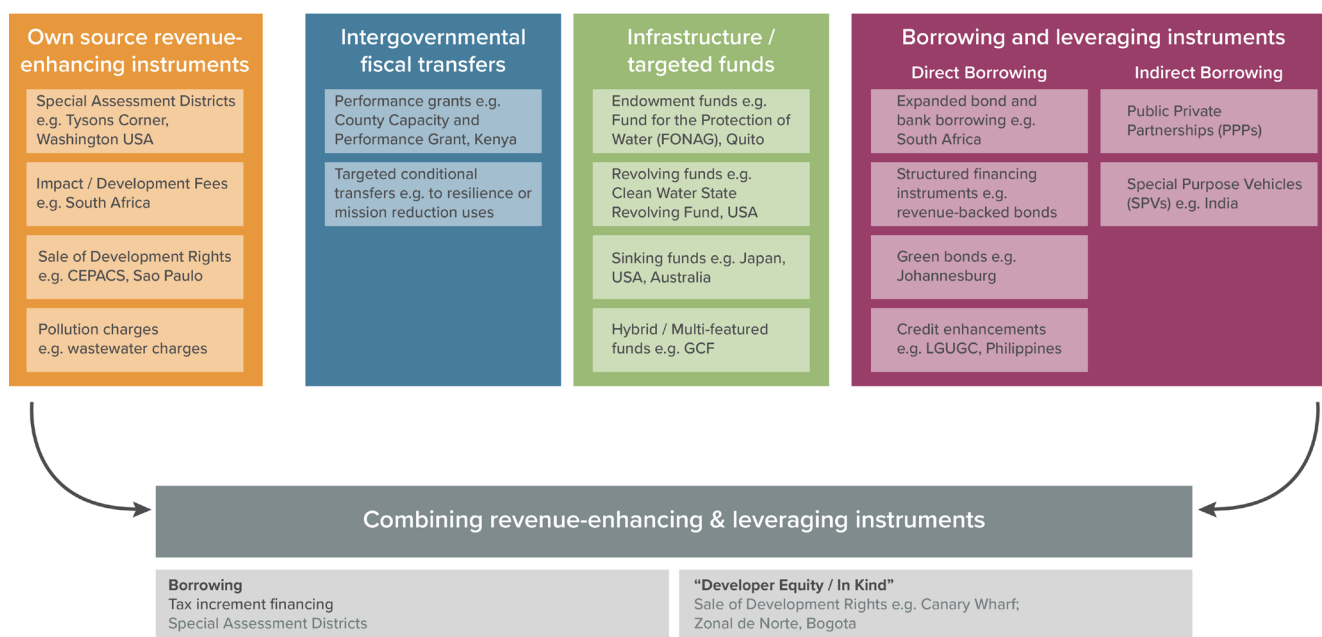 Own source revenue-
enhancing instruments
Special Assessment Districts
e.g. Tysons Corner,
Washington USA
Impact / Development Fees
e.g. South Africa
Sale of Development Rights
e.g. CEPACS, Sao Paulo
Pollution charges
e.g. wastewater charges
Intergovernmental
fiscal transfers
Performance grants e.g.
County Capacity and
Performance Grant, Kenya
Targeted conditional
transfers e.g. to resilience or
mission reduction uses
Infrastructure /
targeted funds
Endowment funds e.g.
Fund for the Protection of
Water (FONAG), Quito
Revolving funds e.g.
Clean Water State
Revolving Fund, USA
Sinking funds e.g. Japan,
USA, Australia
Hybrid / Multi-featured
funds e.g. GCF
Borrowing and leveraging instruments
Direct Borrowing
Expanded bond and
bank borrowing e.g.
South Africa
Structured financing
instruments e.g.
revenue-backed bonds
Green bonds e.g.
Johannesburg
Credit enhancements
e.g. LGUGC, Philippines
Indirect Borrowing
Public Private
Partnerships (PPPs)
Special Purpose Vehicles
(SPVs) e.g. India
Combining revenue-enhancing & leveraging instruments
Borrowing
Tax increment financing
Special Assessment Districts
“Developer Equity / In Kind”
Sale of Development Rights e.g. Canary Wharf;
Zonal de Norte, Bogota